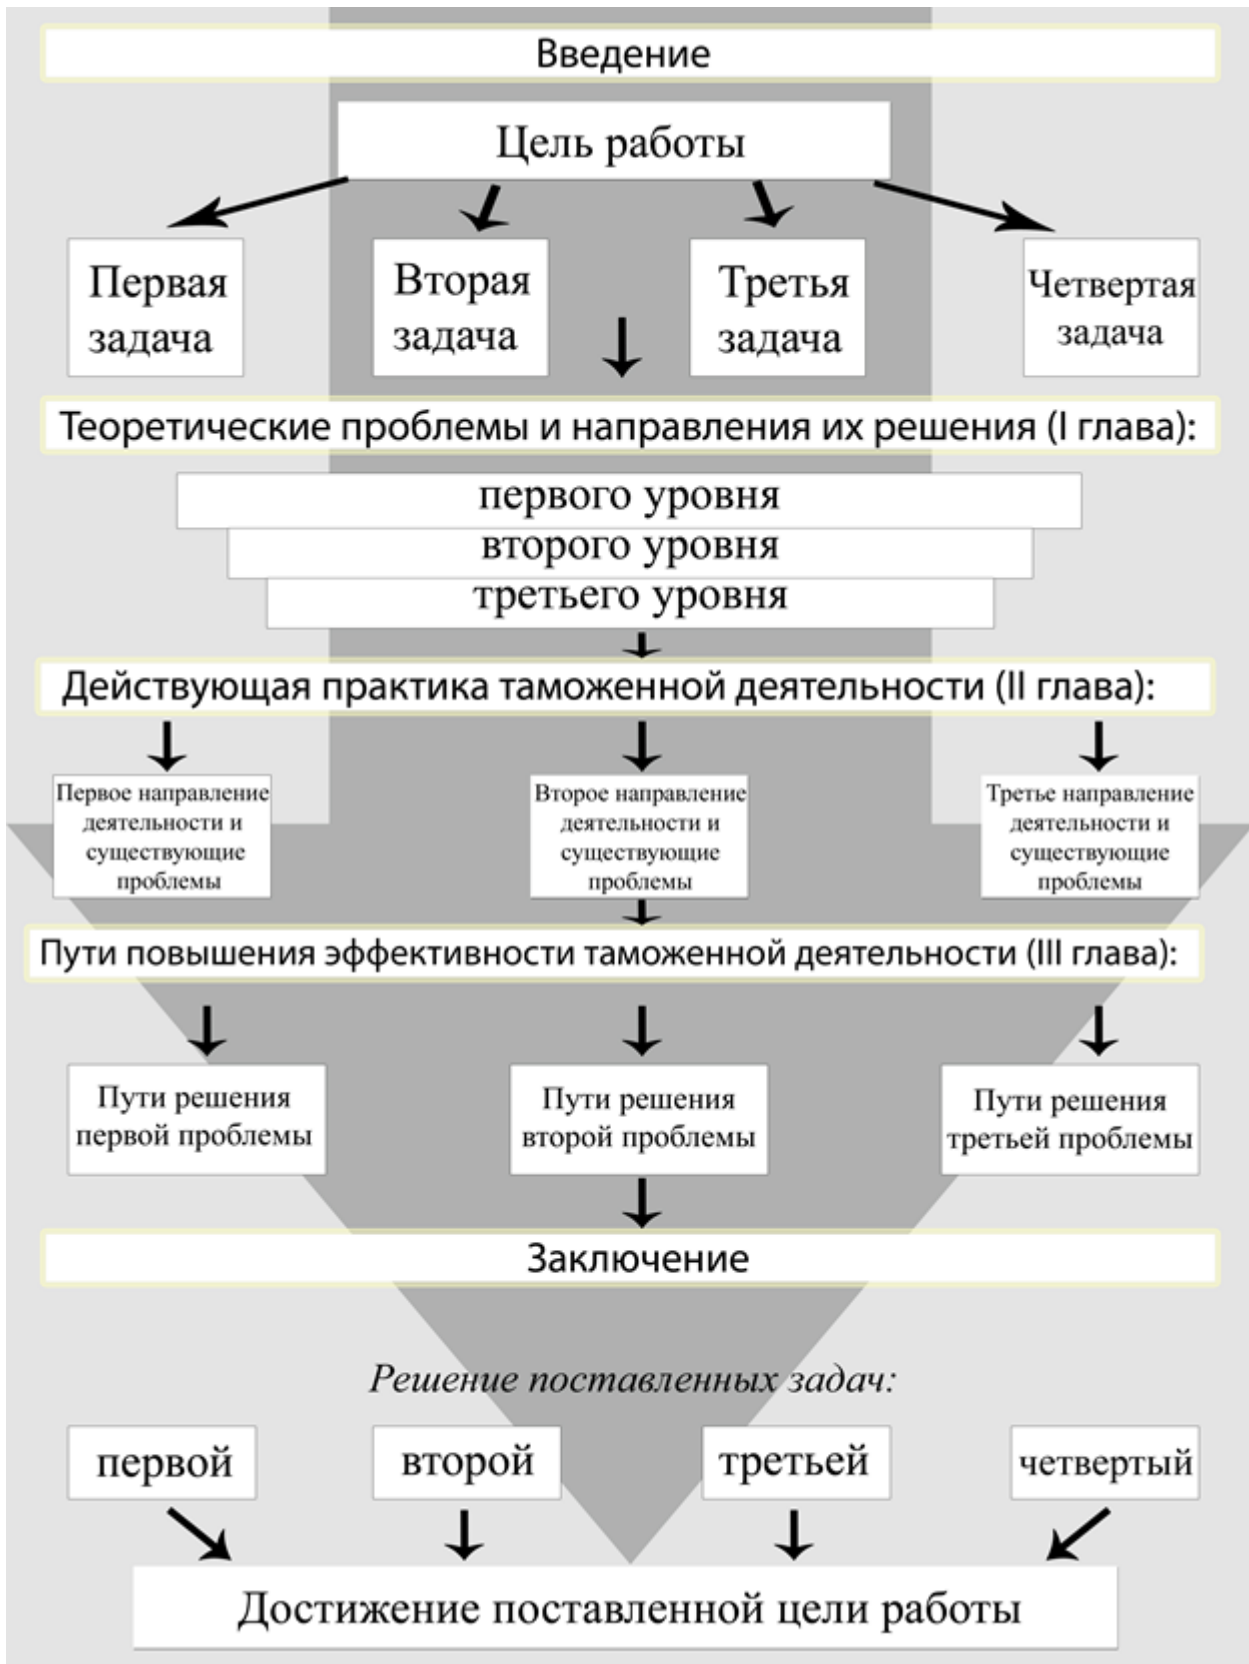 Введение
Цель работы
Первая
задача
Вторая
задача
Третья
задача
Четвертая
задача
Теоретические проблемы и направления их решения (I глава):
первого уровня
второго уровня
третьего уровня
Действующая практика таможенной деятельности (II глава):
Первое направление
деятельности и
существующие
проблемы
Второе направление
деятельности и
существующие
проблемы
Третье направление
деятельности и
существующие
проблемы
Пути повышения эффективности таможенной деятельности (III глава):
Пути решения
первой проблемы
Пути решения
второй проблемы
Пути решения
третьей проблемы
Заключение
Решение поставленных задач:
первой
второй
третьей
четвертый
Достижение поставленной цели работы